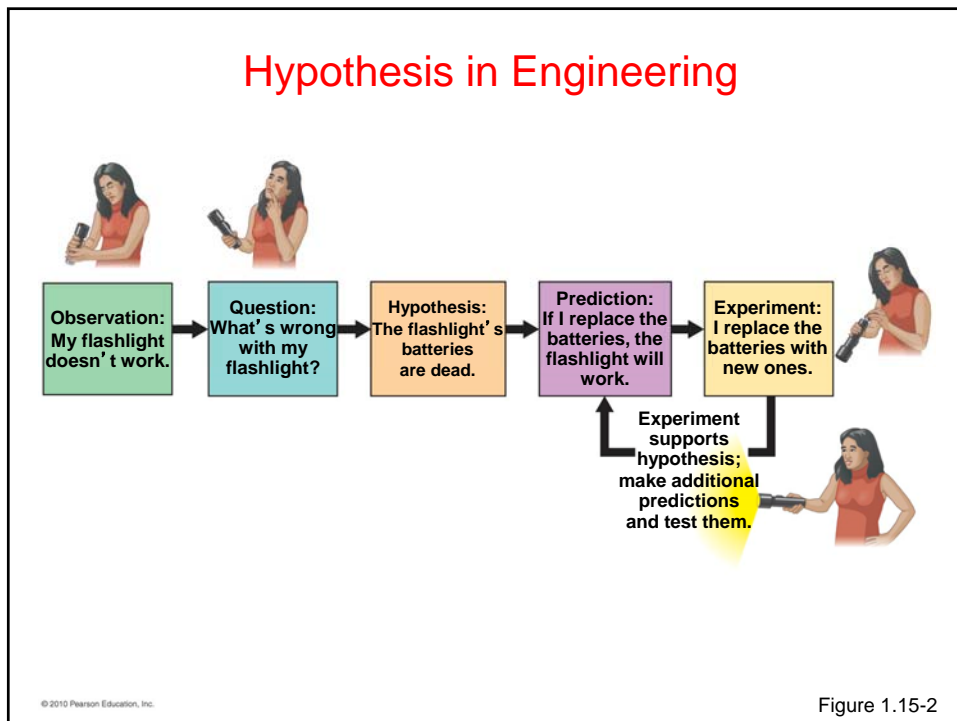 Hypothesis in Engineering
Observation:
My flashlight
doesn't work.
Question:
What's wrong
with my
flashlight?
Hypothesis:
The flashlight's
batteries
are dead.
Prediction:
If I replace the
batteries, the
flashlight will
work.
Experiment:
I replace the
batteries with
new ones.
Experiment
supports
hypothesis;
make additional
predictions
and test them.
© 2010 Pearson Education, Inc.
Figure 1.15-2